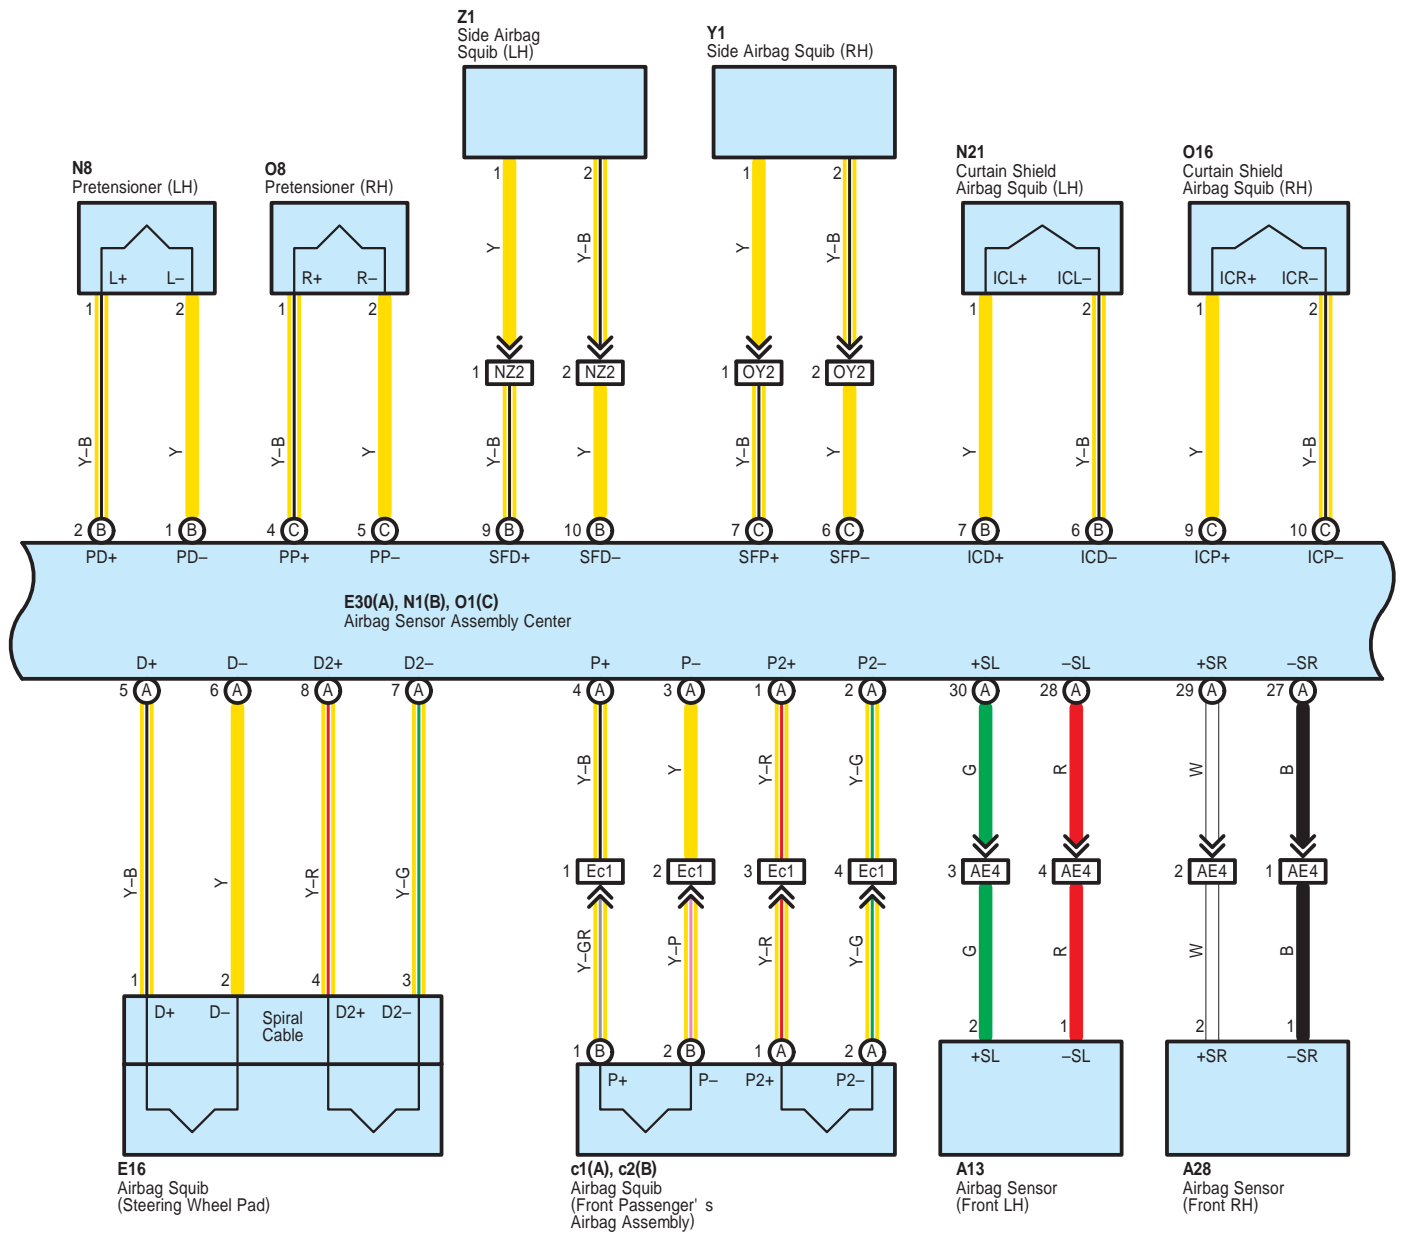 Z1
Side Airbag
Squib (LH)
Y1
Side Airbag Squib (RH)
N8
Pretensioner (LH)
O8
Pretensioner (RH)
N21
Curtain Shield
Airbag Squib (LH)
O16
Curtain Shield
Airbag Squib (RH)
1 2 1 2
L+ L– R+ R– ICL+ ICL– ICR+ ICR–
1 2 1 2 1 2 1 2
Y Y–B Y Y–B
1 NZ2 2 NZ2 1 OY2 2 OY2
Y–B Y Y–B Y Y–B Y Y–B Y Y Y–B Y Y–B
2 B 1 B 4 C 5 C 9 B 10 B 7 C 6 C 7 B 6 B 9 C 10 C
PD+ PD– PP+ PP– SFD+ SFD– SFP+ SFP– ICD+ ICD– ICP+ ICP–
E30(A), N1(B), O1(C)
Airbag Sensor Assembly Center
D+ D– D2+ D2– P+ P– P2+ P2– +SL –SL +SR –SR
5 A 6 A 8 A 7 A 4 A 3 A 1 A 2 A 30 A 28 A 29 A 27 A
Y–B Y Y–R Y–G G R W B
1 Ec1 2 Ec1 3 Ec1 4 Ec1 3 AE4 4 AE4 2 AE4 1 AE4
Y–B Y Y–R Y–G
Y–GR Y–P Y–R Y–G G R W B
1 2 4 3
D+ D– Spiral
Cable D2+ D2–
1 B 2 B 1 A 2 A
2 1 2 1
P+ P– P2+ P2– +SL –SL +SR –SR
E16
Airbag Squib
(Steering Wheel Pad)
c1(A), c2(B)
Airbag Squib
(Front Passenger' s
Airbag Assembly)
A13
Airbag Sensor
(Front LH)
A28
Airbag Sensor
(Front RH)